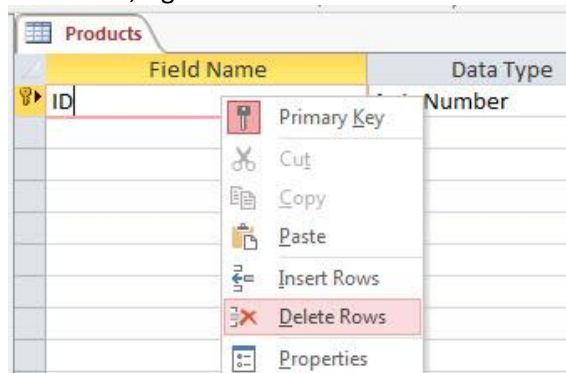 Products
Field Name Data Type
ID Number
Primary Key
Cut
Copy
Paste
Insert Rows
Delete Rows
Properties